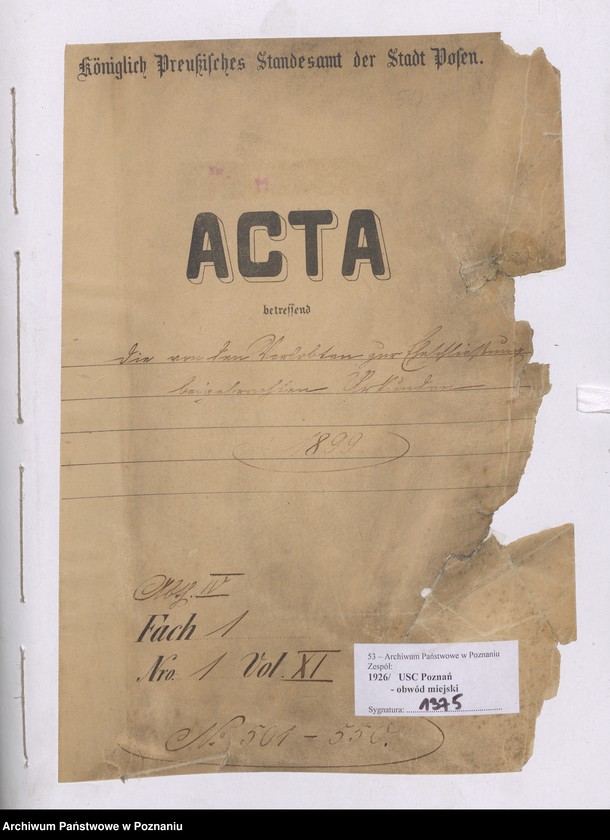 Königlich Preußisches Standesamt der Stadt Posen.
ACTA
betreffend
die von den Verlobten zur Eheschließung
beigebrachten Urkunden
1899
Abth. IV
Fach 1
Nro. 1 Vol. XI
No. 501 – 550.
53 – Archiwum Państwowe w Poznaniu
Zespół:
1926/ USC Poznań
- obwód miejski
Sygnatura: 1375
Archiwum Państwowe w Poznaniu